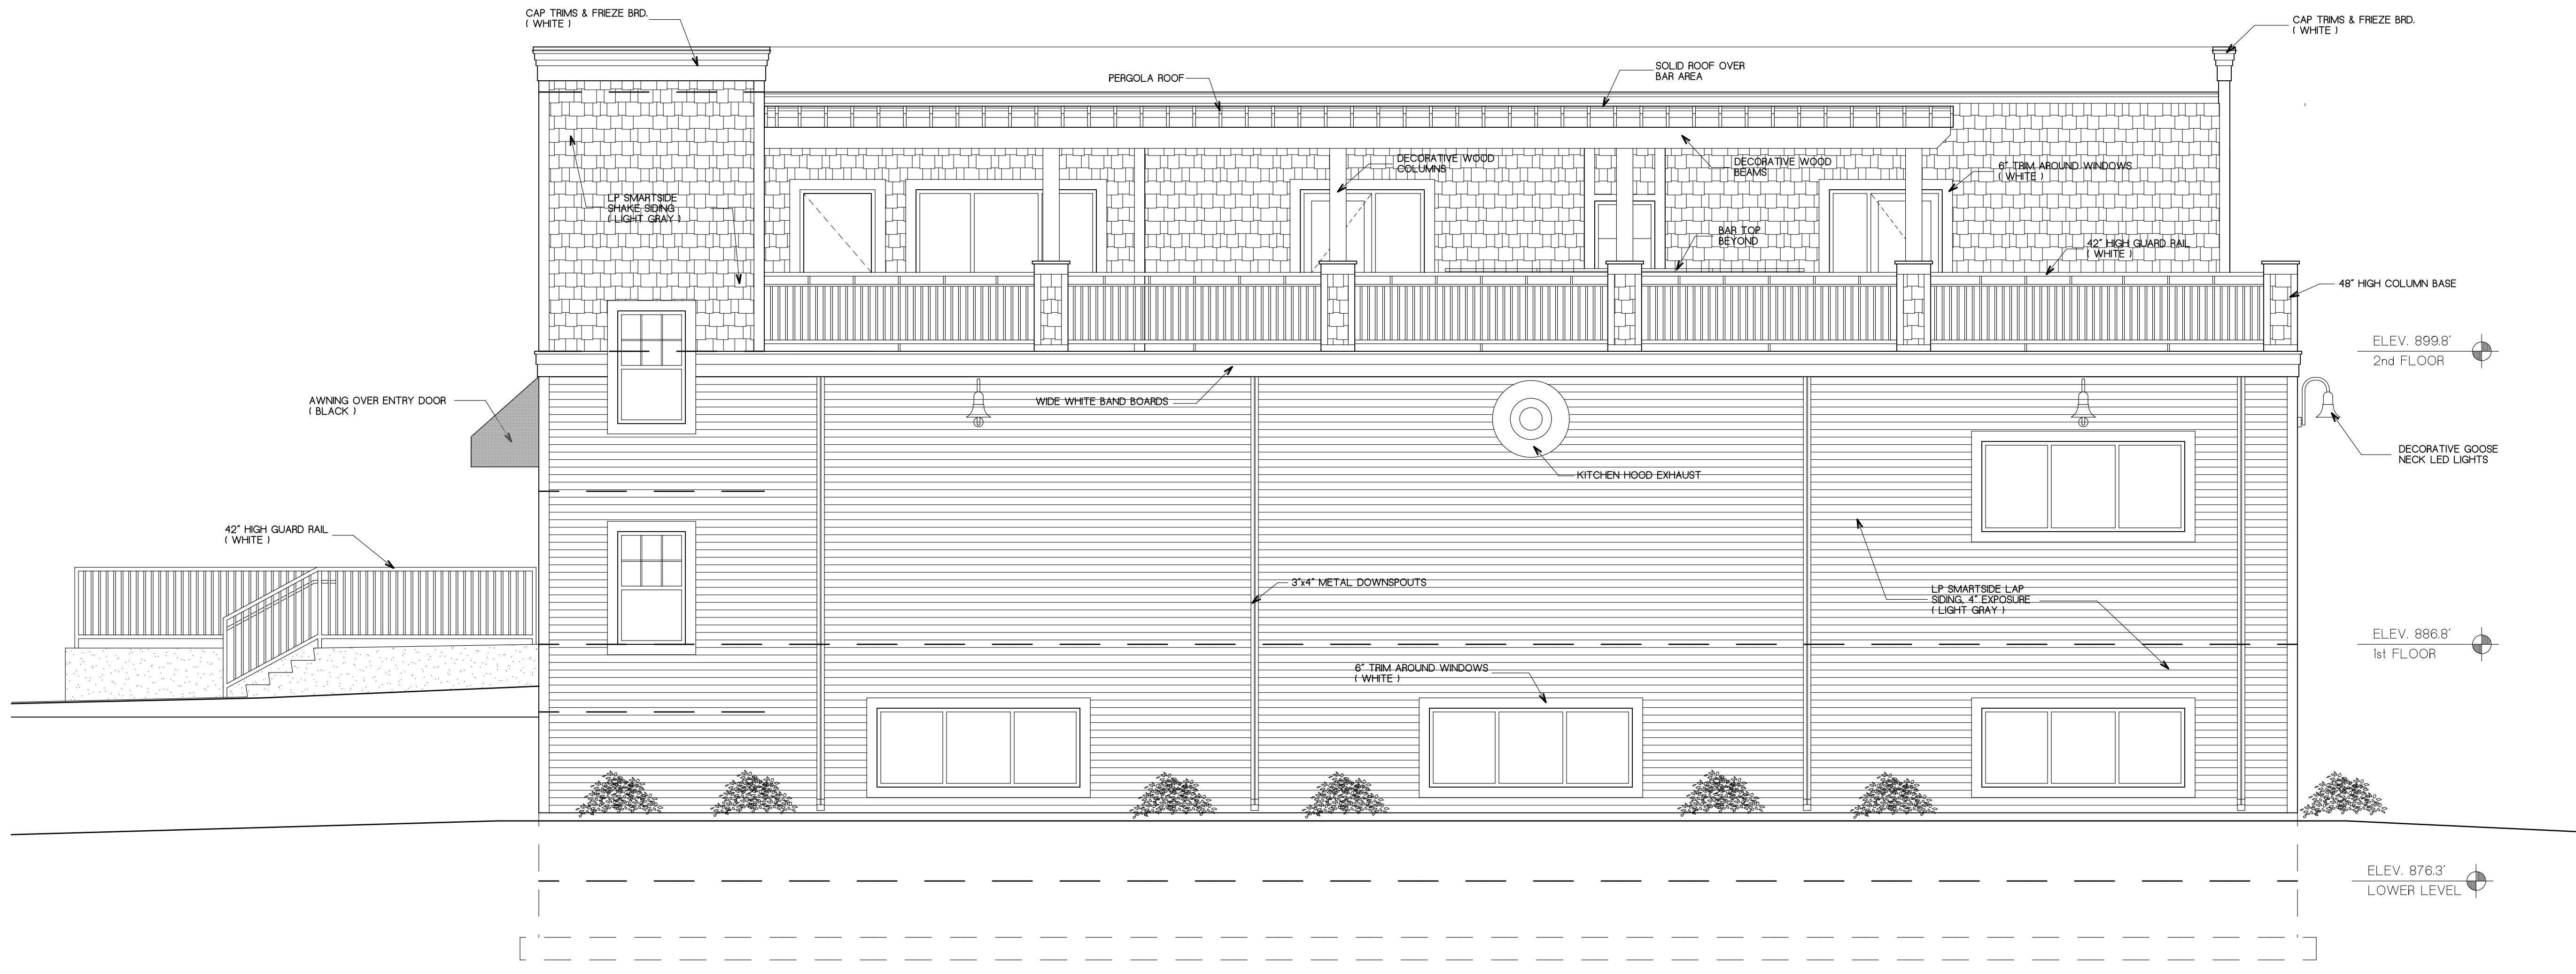 CAP TRIMS & FRIEZE BRD.
( WHITE )
CAP TRIMS & FRIEZE BRD.
( WHITE )
PERGOLA ROOF
SOLID ROOF OVER
BAR AREA
DECORATIVE WOOD
COLUMNS
DECORATIVE WOOD
BEAMS
6" TRIM AROUND WINDOWS
( WHITE )
LP SMARTSIDE
SHAKE SIDING
( LIGHT GRAY )
BAR TOP
BEYOND
42" HIGH GUARD RAIL
( WHITE )
48" HIGH COLUMN BASE
ELEV. 899.8'
2nd FLOOR
AWNING OVER ENTRY DOOR
( BLACK )
WIDE WHITE BAND BOARDS
KITCHEN HOOD EXHAUST
DECORATIVE GOOSE
NECK LED LIGHTS
42" HIGH GUARD RAIL
( WHITE )
3"x4" METAL DOWNSPOUTS
LP SMARTSIDE LAP
SIDING, 4" EXPOSURE
( LIGHT GRAY )
ELEV. 886.8'
1st FLOOR
6" TRIM AROUND WINDOWS
( WHITE )
ELEV. 876.3'
LOWER LEVEL